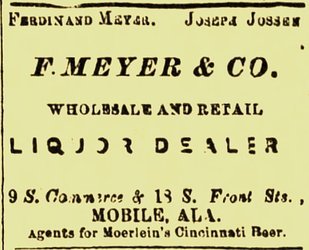 FERDINAND MEYER. JOSEPH JOSSEN
F. MEYER & CO.
WHOLESALE AND RETAIL
LIQUOR DEALER
9 S. Commerce & 13 S. Front Sts.,
MOBILE, ALA.
Agents for Moerlein's Cincinnati Beer.